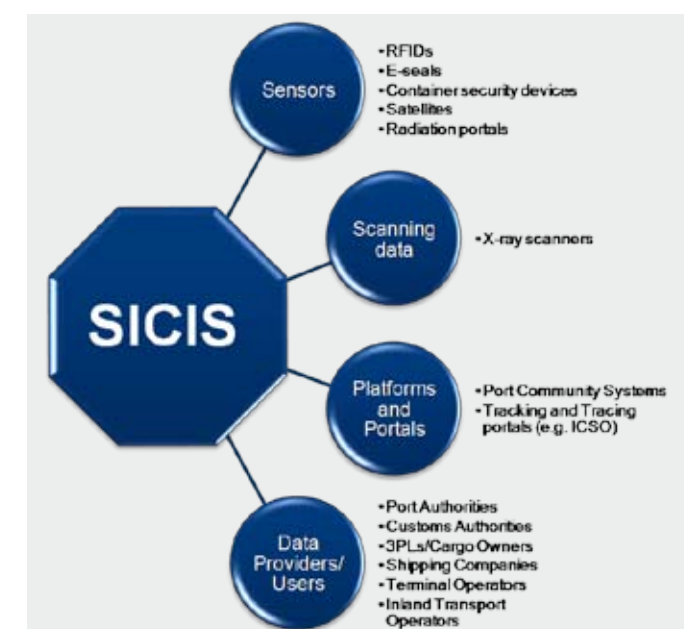 Sensors
•RFIDs
•E-seals
•Container security devices
•Satellites
•Radiation portals
Scanning
data
•X-ray scanners
SICIS
Platforms
and
Portals
•Port Community Systems
•Tracking and Tracing
portals (e.g. ICSO)
Data
Providers/
Users
•Port Authorities
•Customs Authorities
•3PLs/Cargo Owners
•Shipping Companies
•Terminal Operators
•Inland Transport
Operators